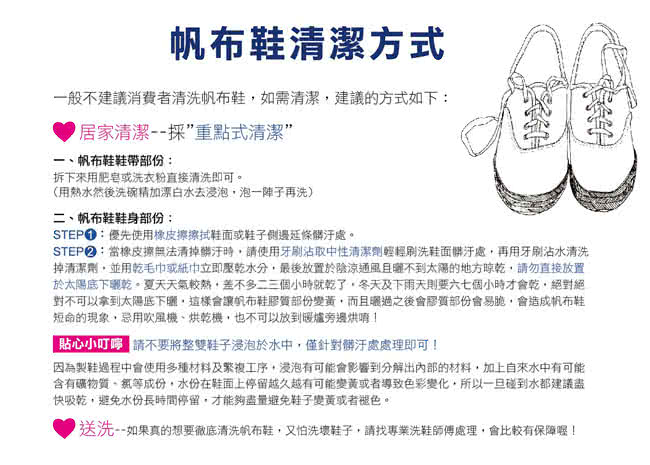 帆布鞋清潔方式
一般不建議消費者清洗帆布鞋，如需清潔，建議的方式如下：
居家清潔--採"重點式清潔"
一、帆布鞋鞋帶部份：
拆下來用肥皂或洗衣粉直接清洗即可。
（用熱水然後洗碗精加漂白水去浸泡，泡一陣子再洗）
二、帆布鞋鞋身部份：
STEP1：優先使用橡皮擦擦拭鞋面或鞋子側邊延條髒汙處。
STEP2：當橡皮擦無法清掉髒汙時，請使用牙刷沾取中性清潔劑輕輕刷洗鞋面髒汙處，再用牙刷沾水清洗
掉清潔劑，並用乾毛巾或紙巾立即壓乾水分，最後放置於陰涼通風且曬不到太陽的地方晾乾，請勿直接放置
於太陽底下曬乾。夏天天氣較熱，差不多二三個小時就乾了，冬天及下雨天則要六七個小時才會乾，絕對絕
對不可以拿到太陽底下曬，這樣會讓帆布鞋膠質部份變黃，而且曬過之後會膠質部份會易脆，會造成帆布鞋
短命的現象，忌用吹風機、烘乾機，也不可以放到暖爐旁邊烘唷！
貼心小叮嚀 請不要將整雙鞋子浸泡於水中，僅針對髒汙處處理即可！
因為製鞋過程中會使用多種材料及繁複工序，浸泡有可能會影響到分解出內部的材料，加上自來水中有可能
含有礦物質、氯等成份，水份在鞋面上停留越久越有可能變黃或者導致色彩變化，所以一旦碰到水都建議盡
快吸乾，避免水份長時間停留，才能夠盡量避免鞋子變黃或者褪色。
送洗--如果真的想要徹底清洗帆布鞋，又怕洗壞鞋子，請找專業洗鞋師傅處理，會比較有保障喔！